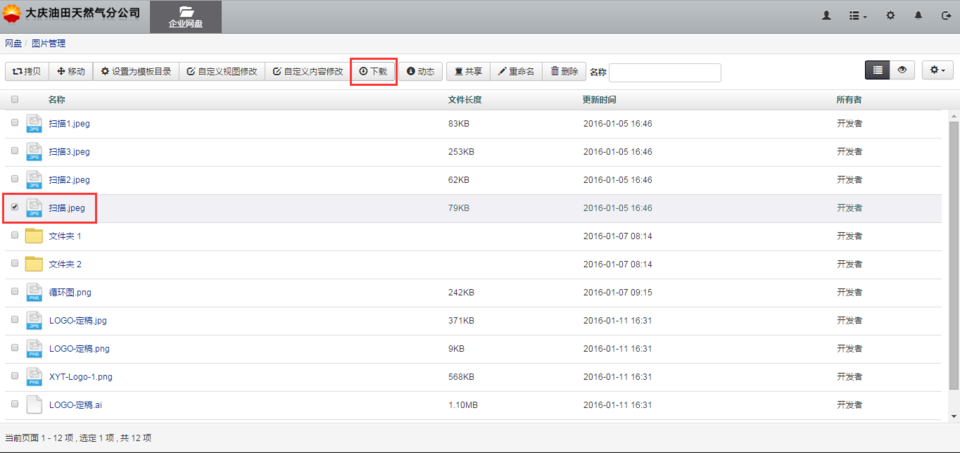 大庆油田天然气分公司 企业网盘
网盘 / 图片管理
拷贝 移动 设置为模板目录 自定义视图修改 自定义内容修改 下载 动态 共享 重命名 删除 名称
名称 文件长度 更新时间 所有者
扫描1.jpeg 83KB 2016-01-05 16:46 开发者
扫描3.jpeg 253KB 2016-01-05 16:46 开发者
扫描2.jpeg 62KB 2016-01-05 16:46 开发者
扫描.jpeg 79KB 2016-01-05 16:46 开发者
文件夹 1 2016-01-07 08:14 开发者
文件夹 2 2016-01-07 08:14 开发者
循环图.png 242KB 2016-01-07 09:15 开发者
LOGO-定稿.jpg 371KB 2016-01-11 16:31 开发者
LOGO-定稿.png 9KB 2016-01-11 16:31 开发者
XYT-Logo-1.png 568KB 2016-01-11 16:31 开发者
LOGO-定稿.ai 1.10MB 2016-01-11 16:31 开发者
当前页面 1 - 12 项 , 选定 1 项 , 共 12 项